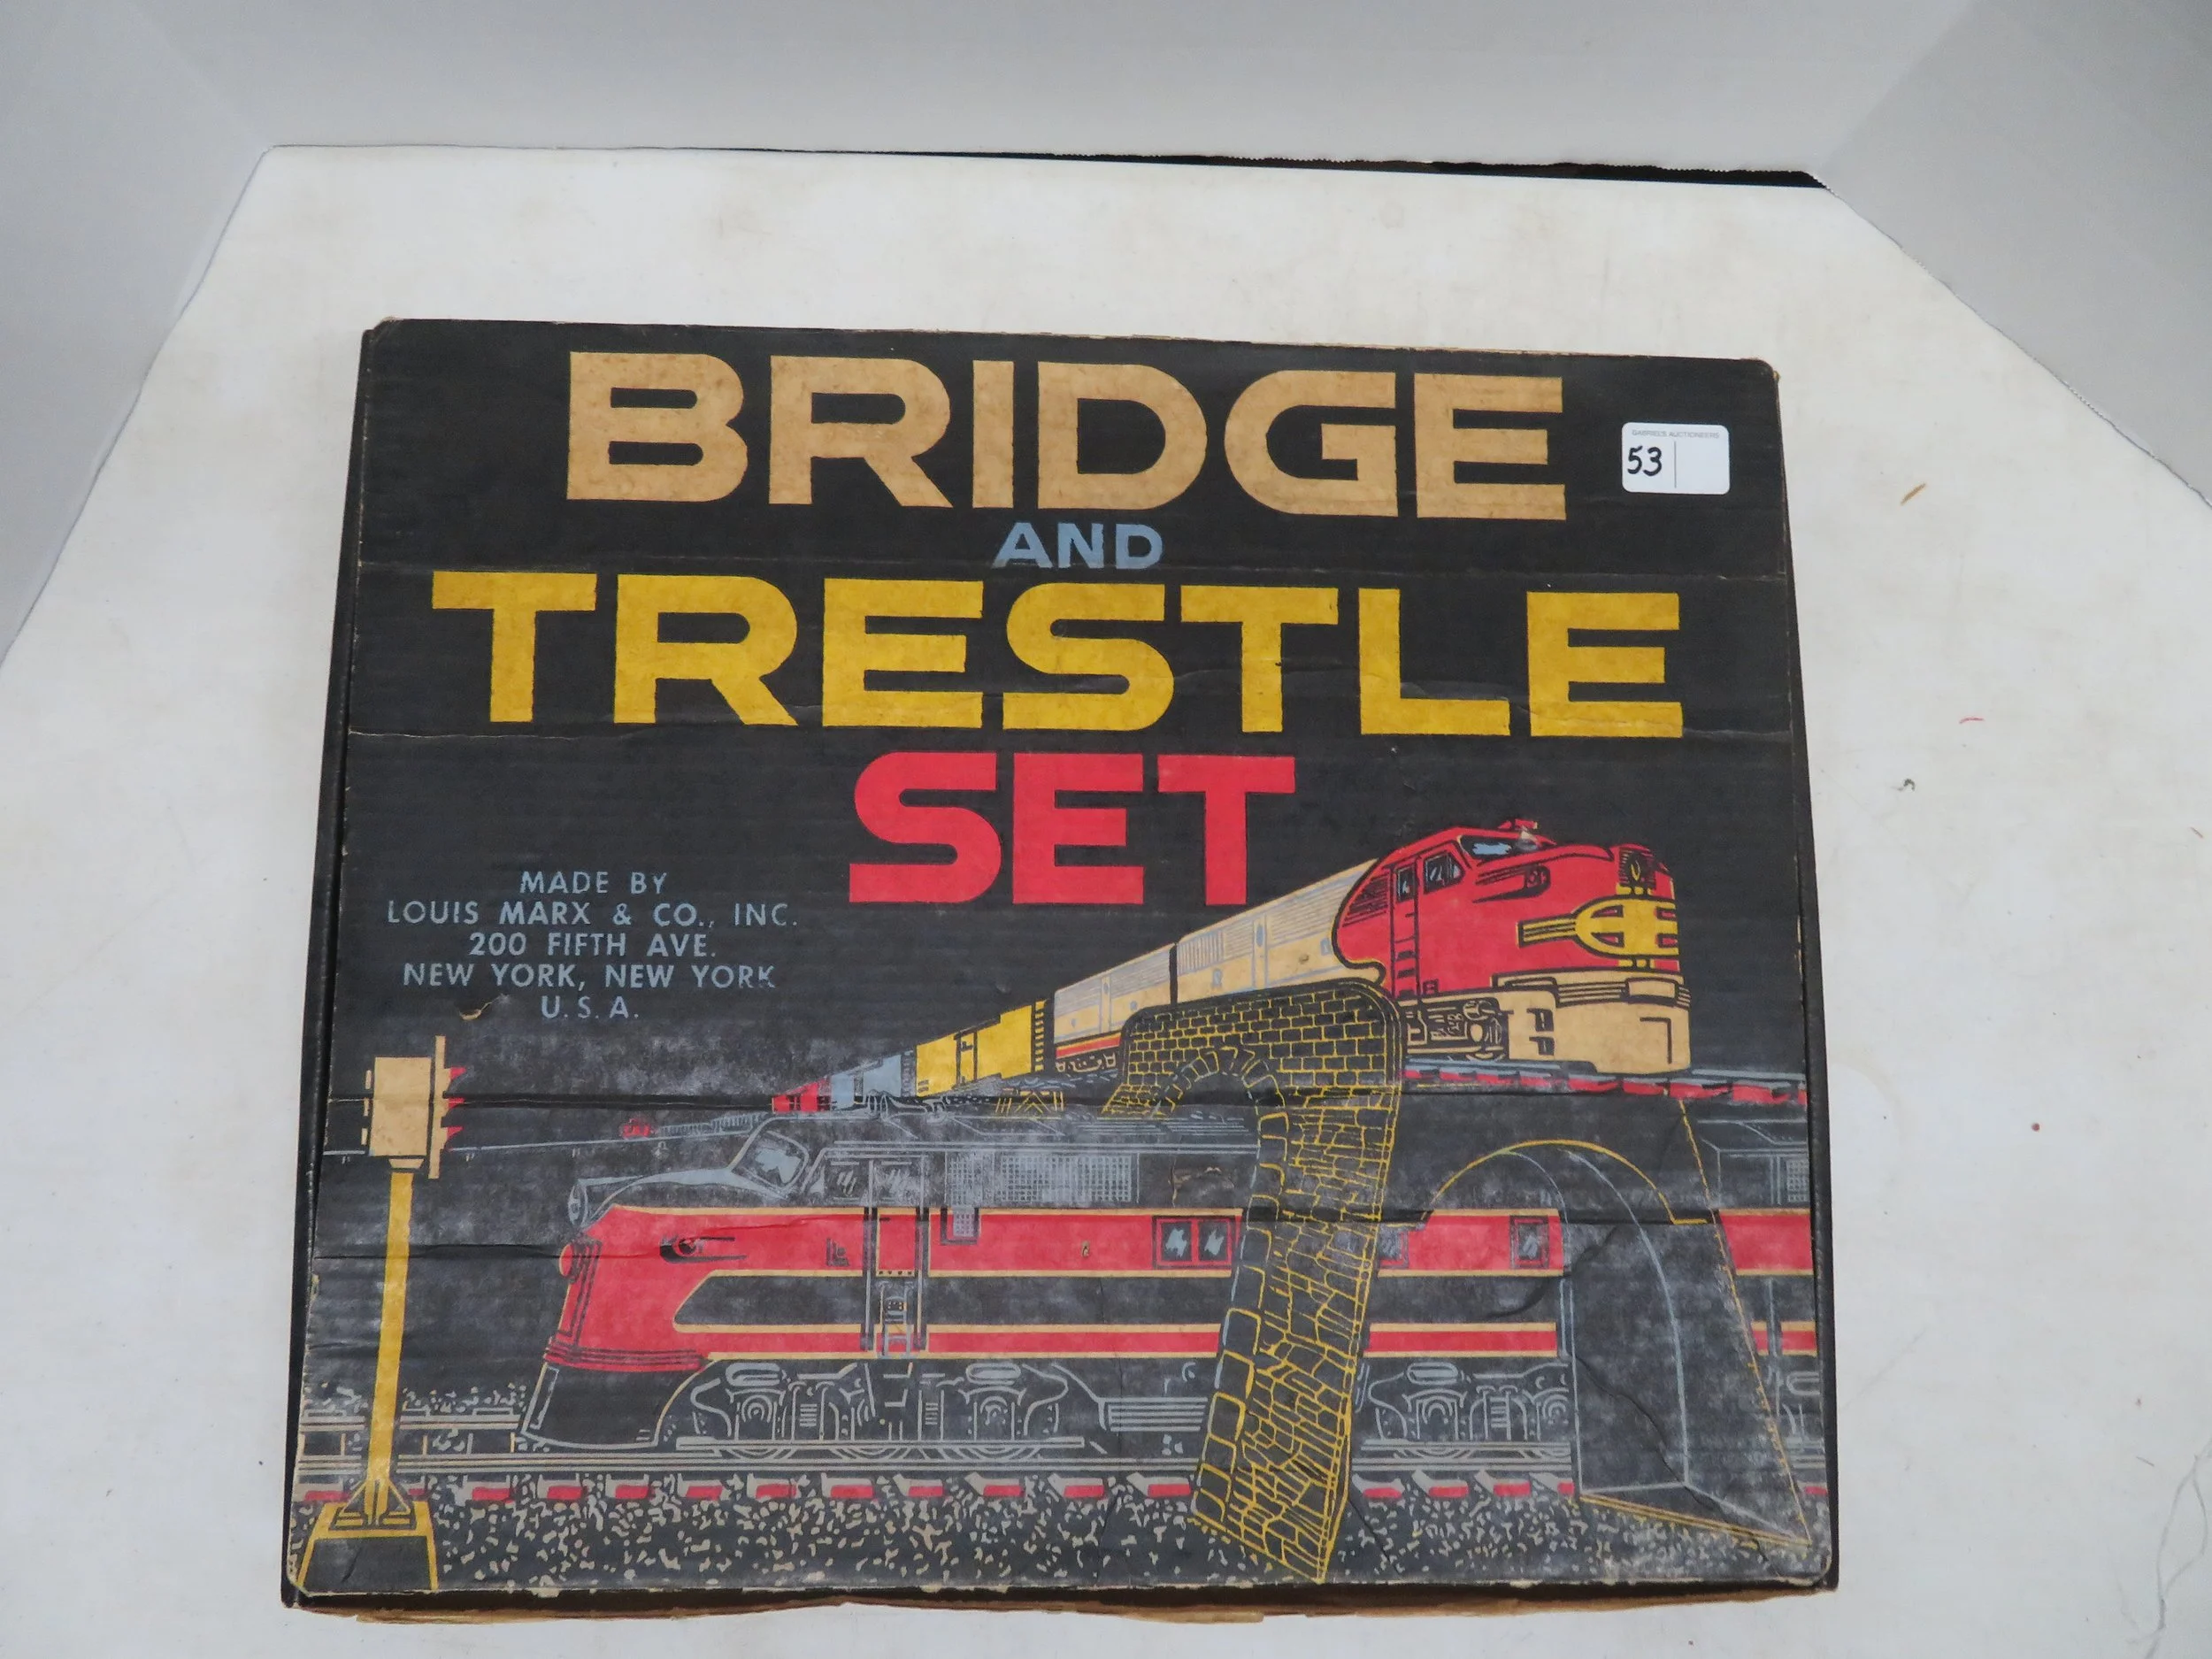 BRIDGE
AND
TRESTLE
SET
MADE BY
LOUIS MARX & CO., INC.
200 FIFTH AVE.
NEW YORK, NEW YORK
U.S.A.
53